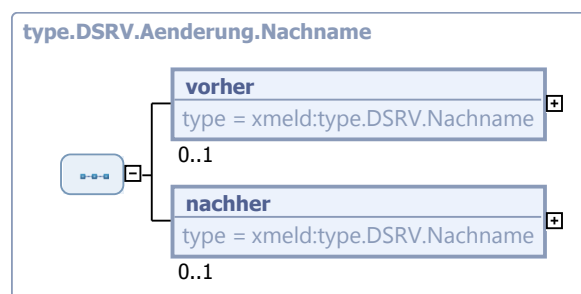 type.DSRV.Aenderung.Nachname
vorher
type = xmeld:type.DSRV.Nachname
0..1
nachher
type = xmeld:type.DSRV.Nachname
0..1